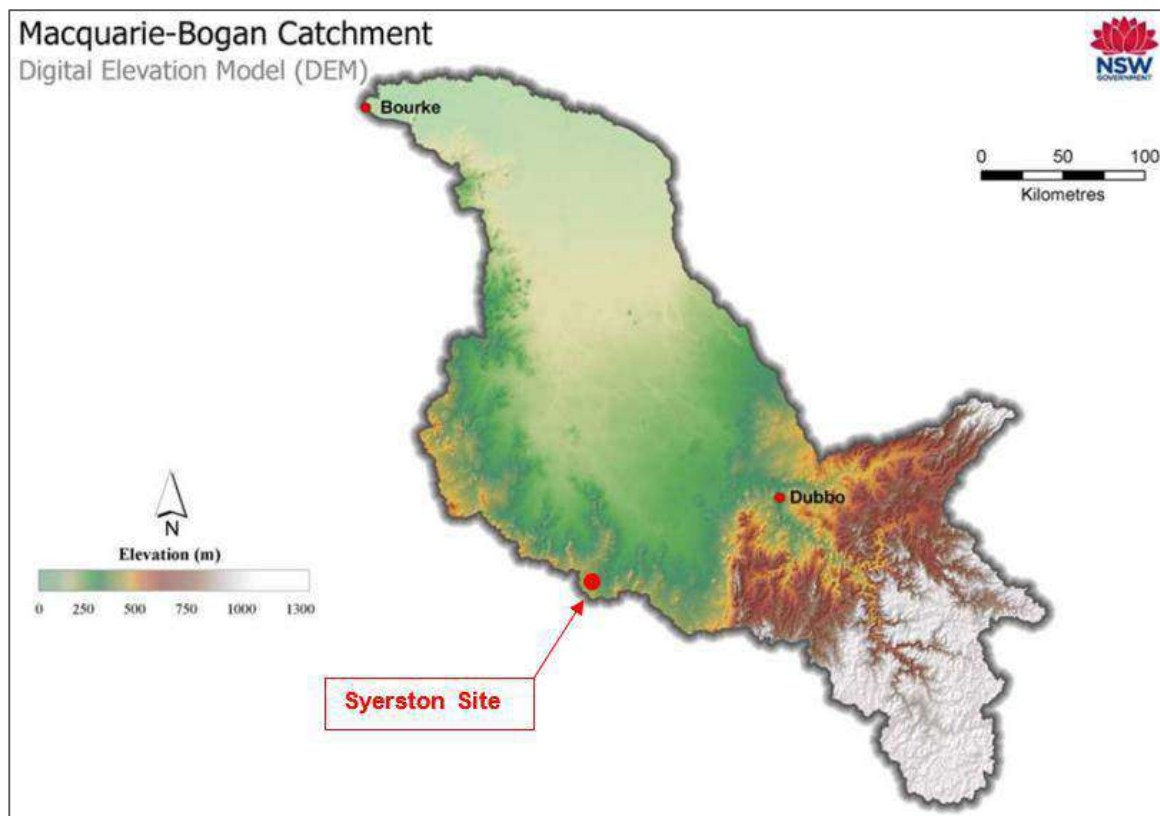 Macquarie-Bogan Catchment
Digital Elevation Model (DEM)
NSW
GOVERNMENT
Bourke
0 50 100
Kilometres
Dubbo
N
Elevation (m)
0 250 500 750 1000 1300
Syerston Site